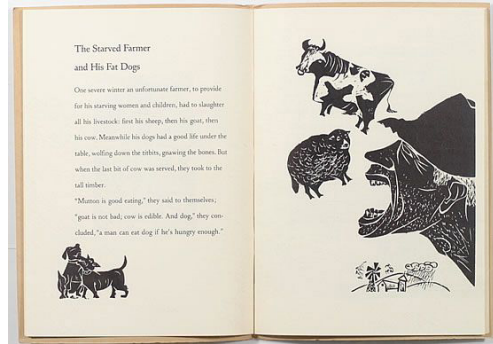 The Starved Farmer
and His Fat Dogs
One severe winter an unfortunate farmer, to provide
for his starving women and children, had to slaughter
all his livestock: first his sheep, then his goat, then
his cow. Meanwhile his dogs had a good life under the
table, wolfing down the titbits, gnawing the bones. But
when the last bit of cow was served, they took to the
tall timber.
"Mutton is good eating," they said to themselves;
"goat is not bad; cow is edible. And dog," they con-
cluded, "a man can eat dog if he's hungry enough."